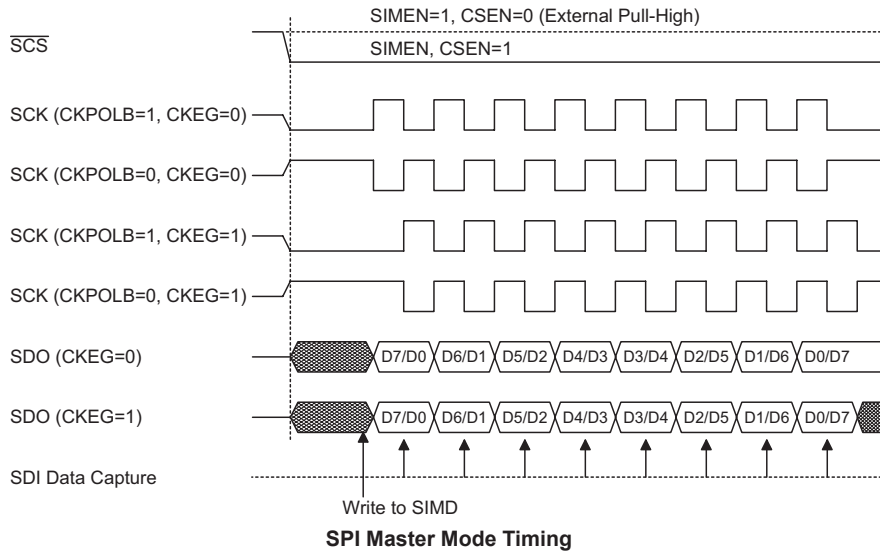 SIMEN=1, CSEN=0 (External Pull-High)
SCS
SIMEN, CSEN=1
SCK (CKPOLB=1, CKEG=0)
SCK (CKPOLB=0, CKEG=0)
SCK (CKPOLB=1, CKEG=1)
SCK (CKPOLB=0, CKEG=1)
SDO (CKEG=0) D7/D0 D6/D1 D5/D2 D4/D3 D3/D4 D2/D5 D1/D6 D0/D7
SDO (CKEG=1) D7/D0 D6/D1 D5/D2 D4/D3 D3/D4 D2/D5 D1/D6 D0/D7
SDI Data Capture
Write to SIMD
SPI Master Mode Timing